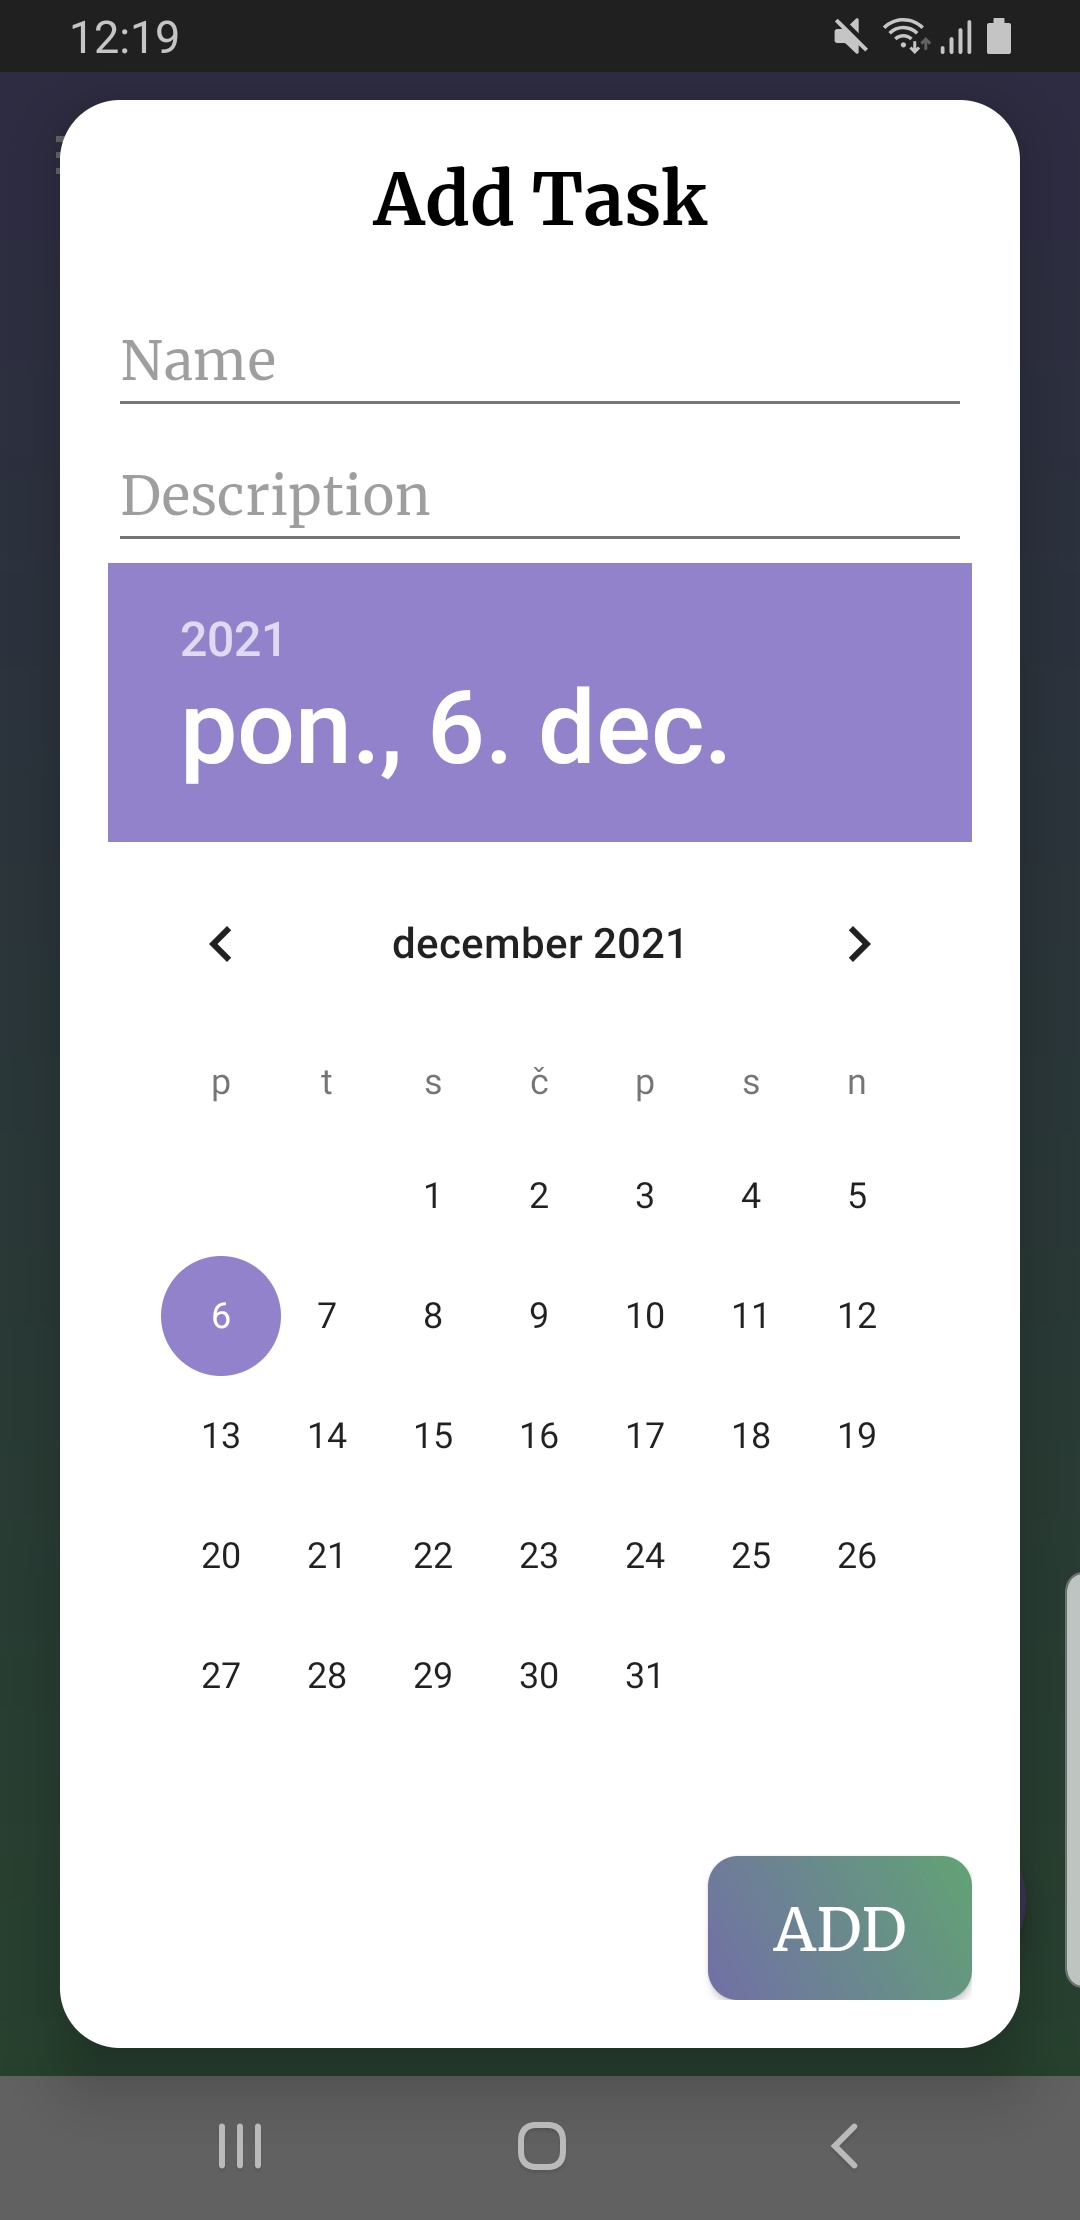 12:19
Add Task
Name
Description
2021
pon., 6. dec.
december 2021
p t s č p s n
1 2 3 4 5
6 7 8 9 10 11 12
13 14 15 16 17 18 19
20 21 22 23 24 25 26
27 28 29 30 31
ADD